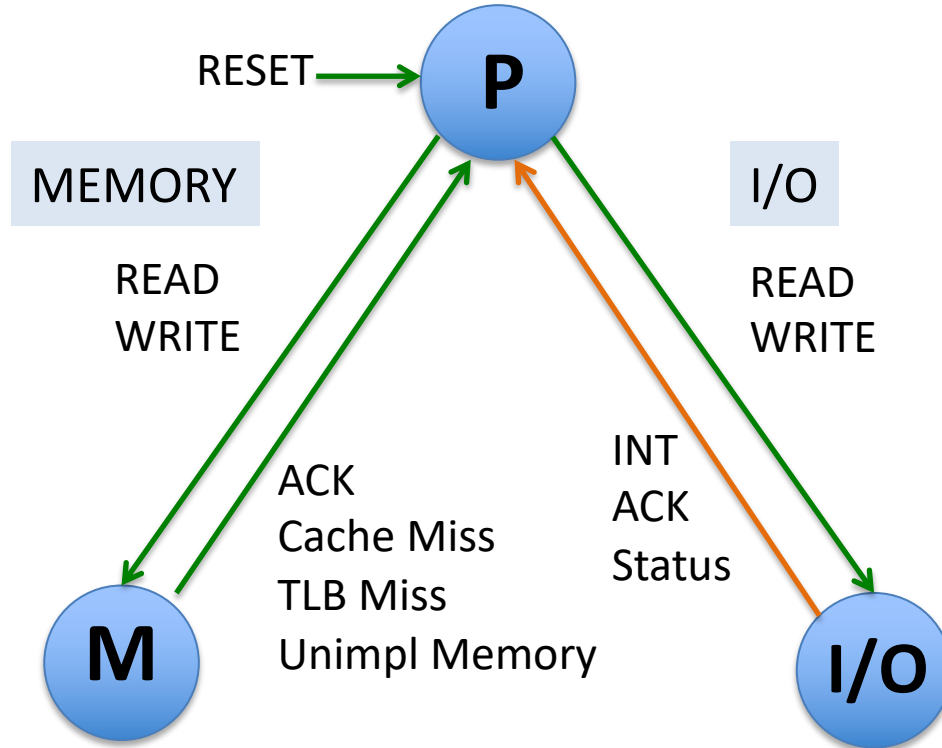 P
RESET
MEMORY
I/O
READ
WRITE
READ
WRITE
ACK
Cache Miss
TLB Miss
Unimpl Memory
INT
ACK
Status
M
I/O